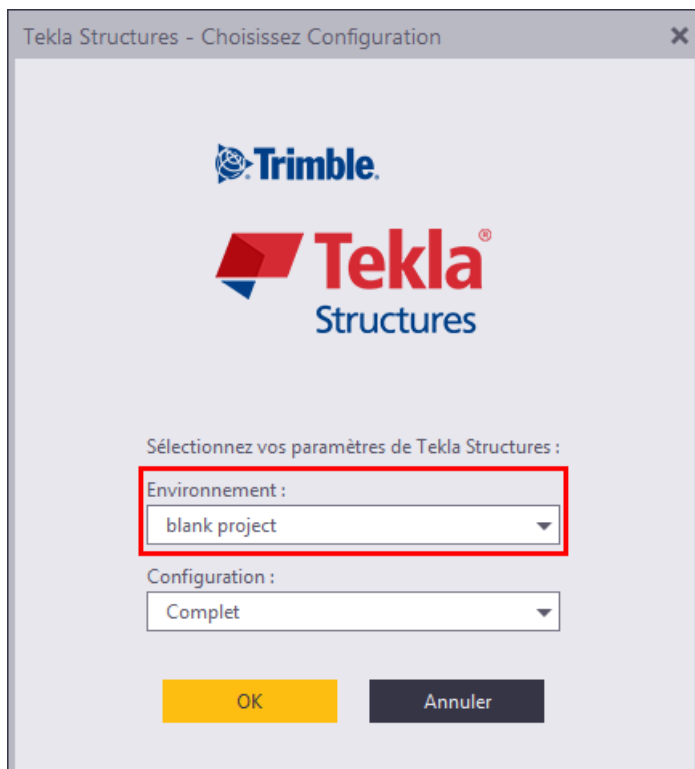 Tekla Structures - Choisissez Configuration
Trimble.
Tekla®
Structures
Sélectionnez vos paramètres de Tekla Structures :
Environnement :
blank project
Configuration :
Complet
OK Annuler